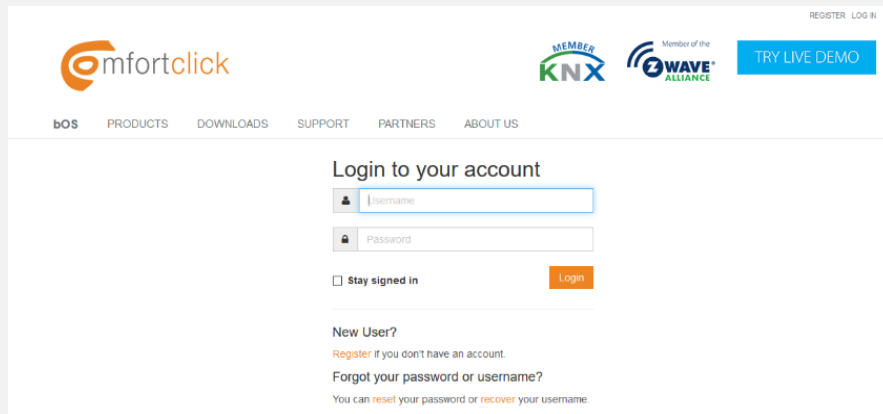 REGISTER LOG IN
comfortclick
MEMBER
KNX
Member of the
Z WAVE®
ALLIANCE
TRY LIVE DEMO
bOS PRODUCTS DOWNLOADS SUPPORT PARTNERS ABOUT US
Login to your account
Username
Password
Stay signed in
Login
New User?
Register if you don't have an account.
Forgot your password or username?
You can reset your password or recover your username.